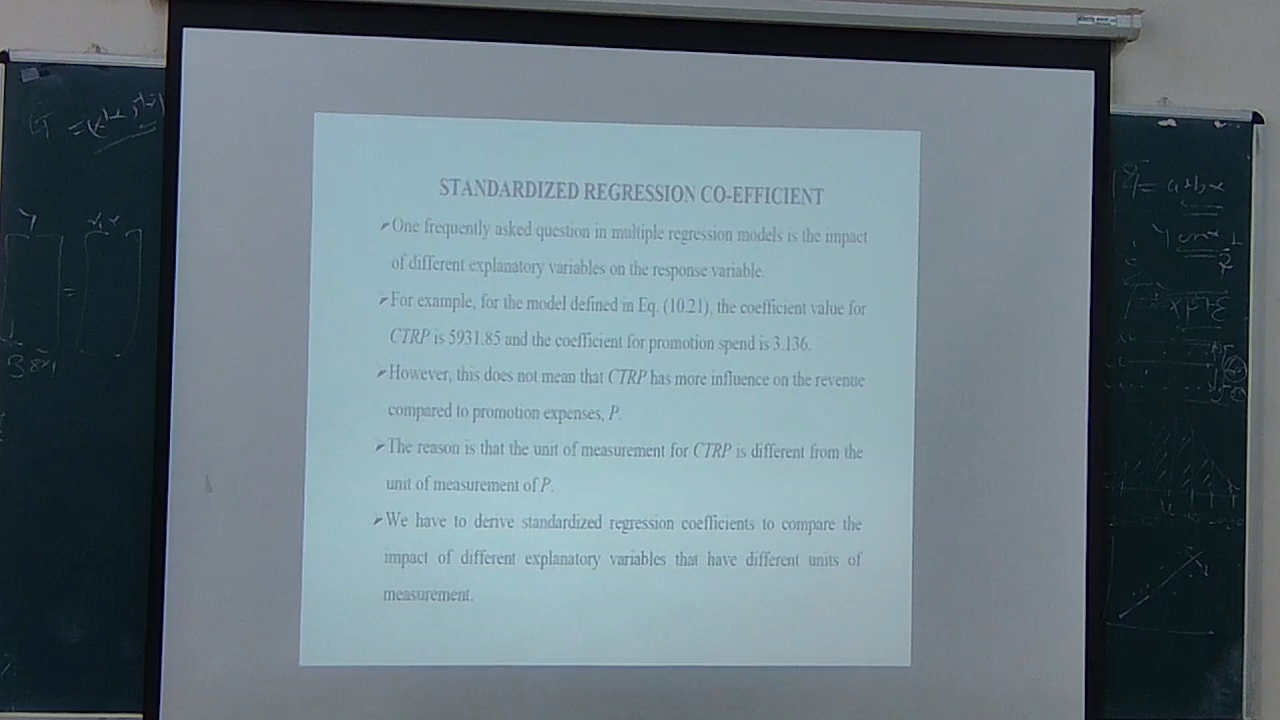 STANDARDIZED REGRESSION CO-EFFICIENT
➢One frequently asked question in multiple regression models is the impact
of different explanatory variables on the response variable.
➢For example, for the model defined in Eq. (10.21), the coefficient value for
CTRP is 5931.85 and the coefficient for promotion spend is 3.136.
➢However, this does not mean that CTRP has more influence on the revenue
compared to promotion expenses, P.
➢The reason is that the unit of measurement for CTRP is different from the
unit of measurement of P.
➢We have to derive standardized regression coefficients to compare the
impact of different explanatory variables that have different units of
measurement.